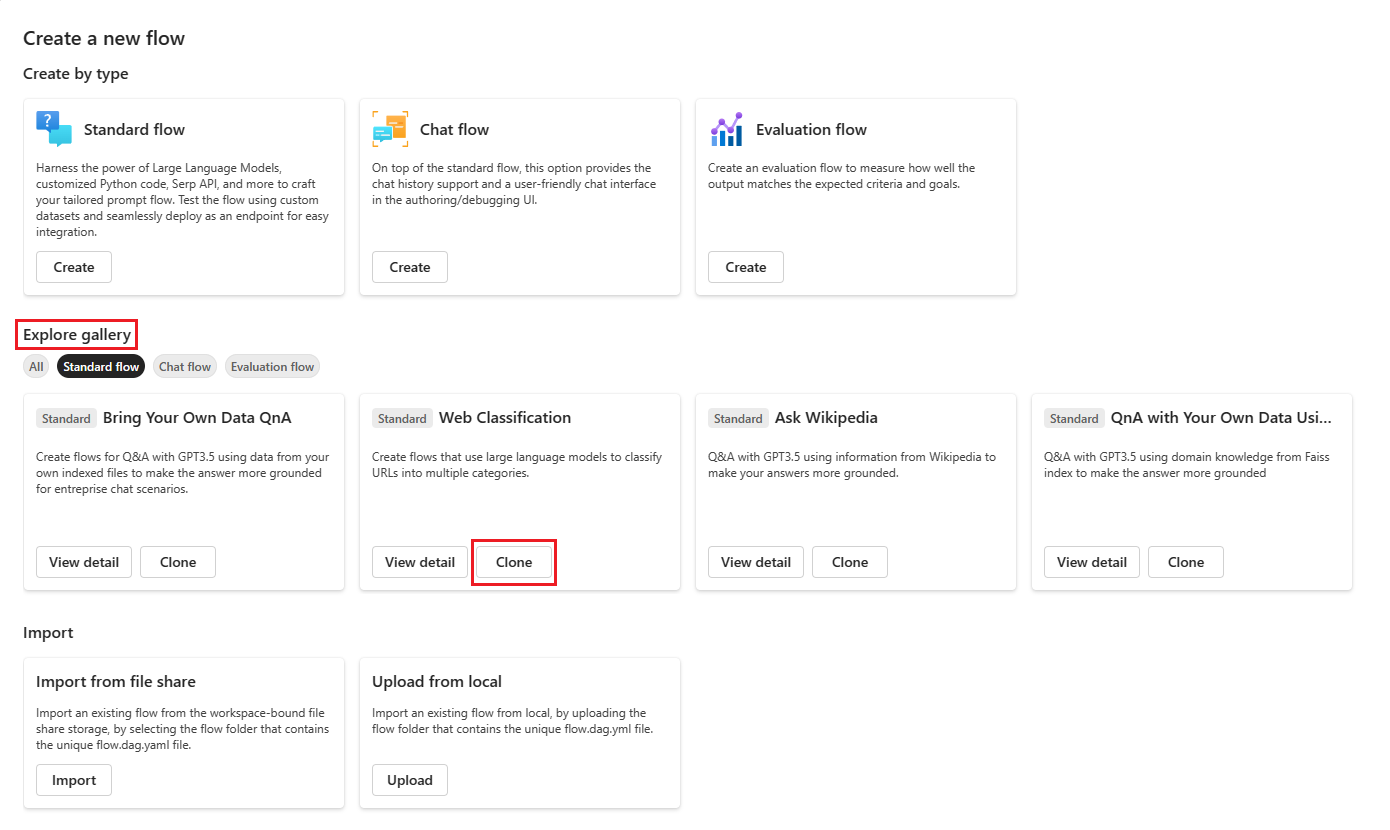 Create a new flow
Create by type
Standard flow
Harness the power of Large Language Models,
customized Python code, Serp API, and more to craft
your tailored prompt flow. Test the flow using custom
datasets and seamlessly deploy as an endpoint for easy
integration.
Create
Chat flow
On top of the standard flow, this option provides the
chat history support and a user-friendly chat interface
in the authoring/debugging UI.
Create
Evaluation flow
Create an evaluation flow to measure how well the
output matches the expected criteria and goals.
Create
Explore gallery
All Standard flow Chat flow Evaluation flow
Standard Bring Your Own Data QnA
Create flows for Q&A with GPT3.5 using data from your
own indexed files to make the answer more grounded
for entreprise chat scenarios.
View detail Clone
Standard Web Classification
Create flows that use large language models to classify
URLs into multiple categories.
View detail Clone
Standard Ask Wikipedia
Q&A with GPT3.5 using information from Wikipedia to
make your answers more grounded.
View detail Clone
Standard QnA with Your Own Data Usi...
Q&A with GPT3.5 using domain knowledge from Faiss
index to make the answer more grounded
View detail Clone
Import
Import from file share
Import an existing flow from the workspace-bound file
share storage, by selecting the flow folder that contains
the unique flow.dag.yaml file.
Import
Upload from local
Import an existing flow from local, by uploading the
flow folder that contains the unique flow.dag.yml file.
Upload